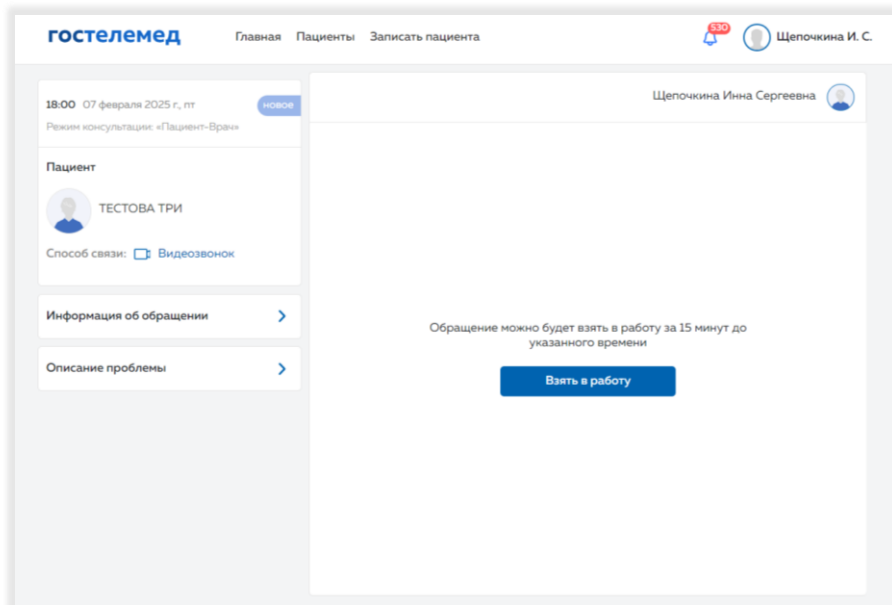 гостелемед
Главная Пациенты Записать пациента
530
Щепочкина И. С.
18:00 07 февраля 2025 г., пт
новое
Режим консультации: «Пациент-Врач»
Пациент
ТЕСТОВА ТРИ
Способ связи: Видеозвонок
Информация об обращении
Описание проблемы
Щепочкина Инна Сергеевна
Обращение можно будет взять в работу за 15 минут до
указанного времени
Взять в работу